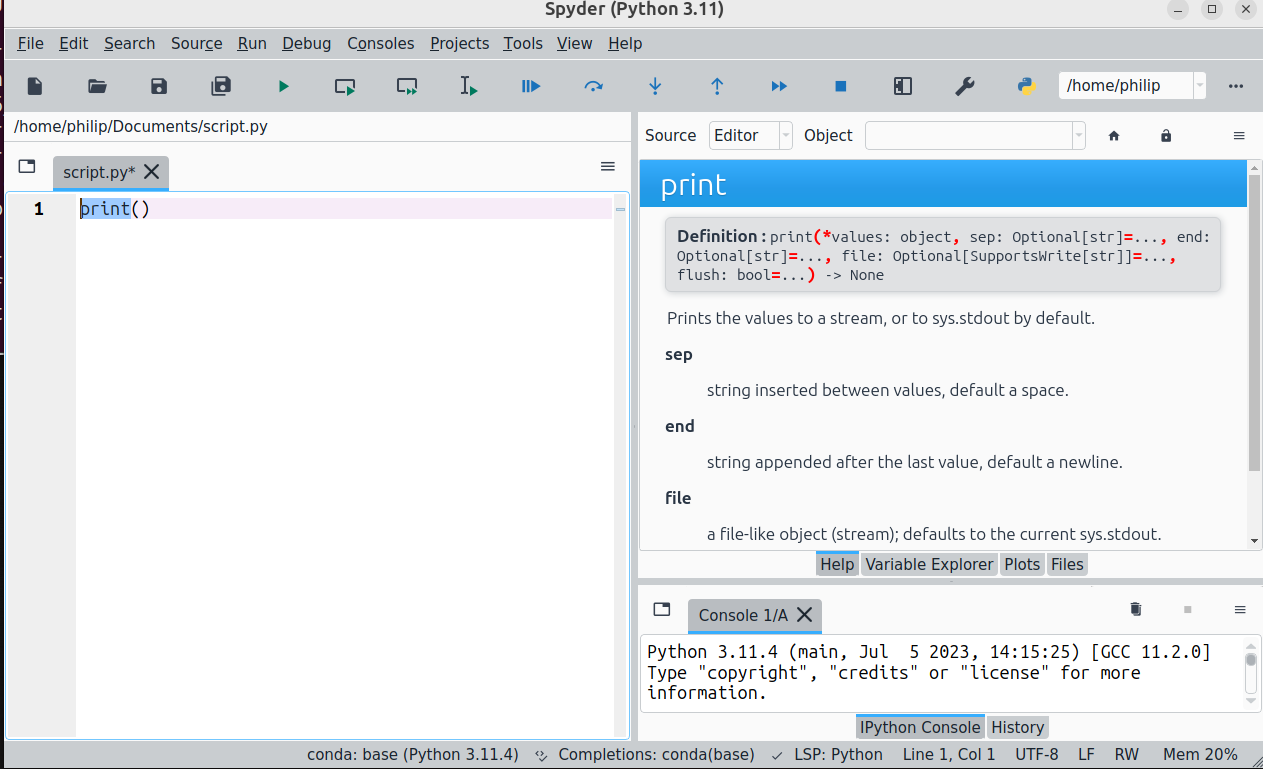 Spyder (Python 3.11)
File Edit Search Source Run Debug Consoles Projects Tools View Help
/home/philip
/home/philip/Documents/script.py
script.py*
1 print()
Source Editor Object
print
Definition : print(*values: object, sep: Optional[str]=..., end:
Optional[str]=..., file: Optional[SupportsWrite[str]]=...,
flush: bool=...) -> None
Prints the values to a stream, or to sys.stdout by default.
sep
string inserted between values, default a space.
end
string appended after the last value, default a newline.
file
a file-like object (stream); defaults to the current sys.stdout.
Help Variable Explorer Plots Files
Console 1/A
Python 3.11.4 (main, Jul  5 2023, 14:15:25) [GCC 11.2.0]
Type "copyright", "credits" or "license" for more
information.
IPython Console History
conda: base (Python 3.11.4) Completions: conda(base) LSP: Python Line 1, Col 1 UTF-8 LF RW Mem 20%